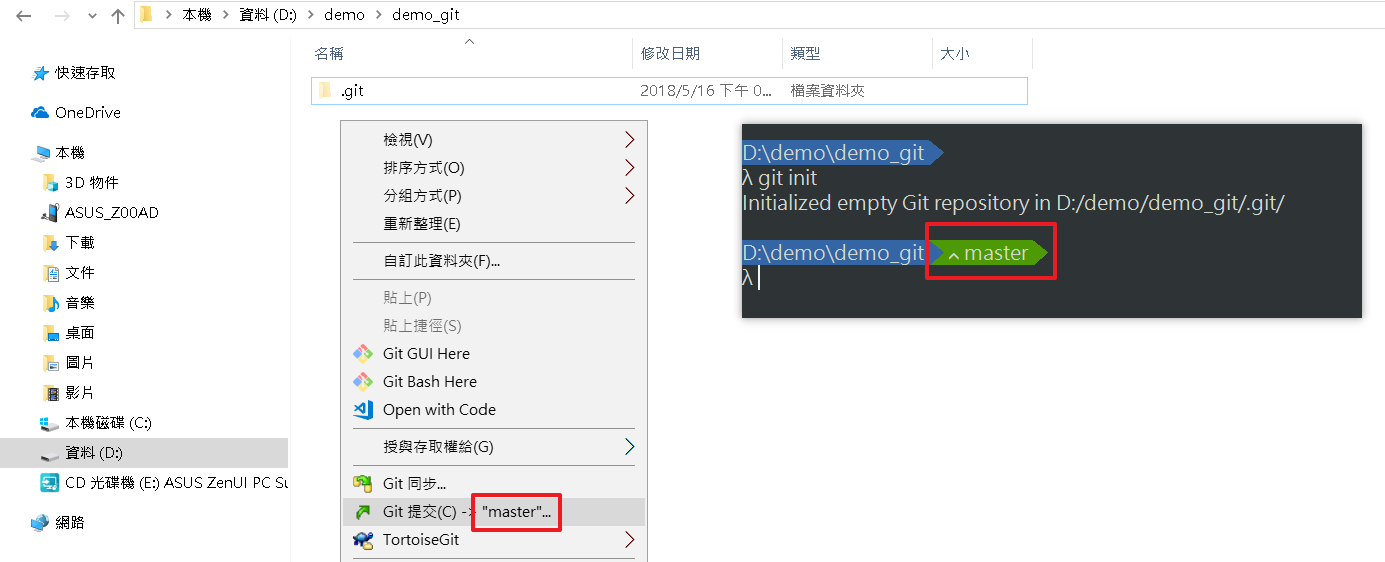 本機 > 資料 (D:) > demo > demo_git
名稱 修改日期 類型 大小
.git 2018/5/16 下午 0... 檔案資料夾
快速存取
OneDrive
本機
3D 物件
ASUS_Z00AD
下載
文件
音樂
桌面
圖片
影片
本機磁碟 (C:)
資料 (D:)
CD 光碟機 (E:) ASUS ZenUI PC Su
網路
檢視(V)
排序方式(O)
分組方式(P)
重新整理(E)
自訂此資料夾(F)...
貼上(P)
貼上捷徑(S)
Git GUI Here
Git Bash Here
Open with Code
授與存取權給(G)
Git 同步...
Git 提交(C) -> "master"...
TortoiseGit
D:\demo\demo_git
λ git init
Initialized empty Git repository in D:/demo/demo_git/.git/
D:\demo\demo_git master
λ